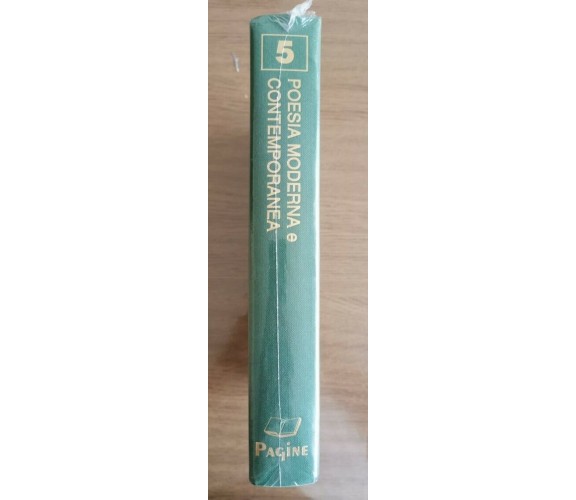 5
POESIA MODERNA e
CONTEMPORANEA
PAGINE